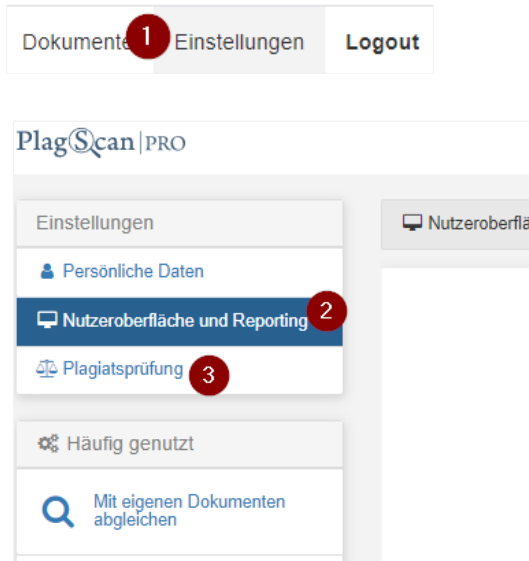 Dokumente 1 Einstellungen Logout
PlagScan|PRO
Einstellungen
Nutzeroberflä
Persönliche Daten
Nutzeroberfläche und Reporting 2
Plagiatsprüfung 3
Häufig genutzt
Mit eigenen Dokumenten
abgleichen